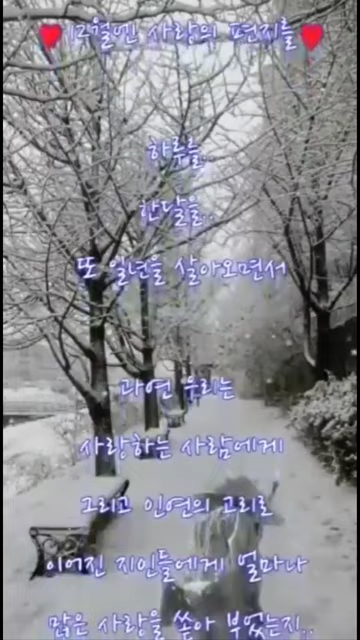 ♥12월엔 사랑의 편지를♥
하루를..
한달을..
또 일년을 살아오면서
과연 우리는
사랑하는 사람에게
그리고 인연의 고리로
이어진 지인들에게 얼마나
많은 사랑을 쏟아 부었는지..